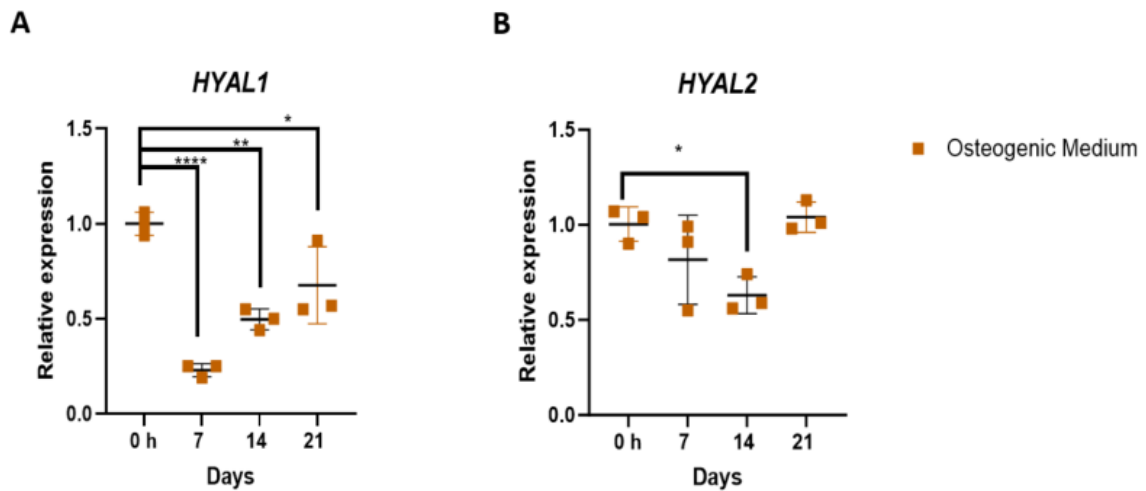 A
HYAL1
Relative expression
1.5
1.0
0.5
0.0
*
**
****
0 h 7 14 21
Days
B
HYAL2
Relative expression
1.5
1.0
0.5
0.0
*
0 h 7 14 21
Days
Osteogenic Medium